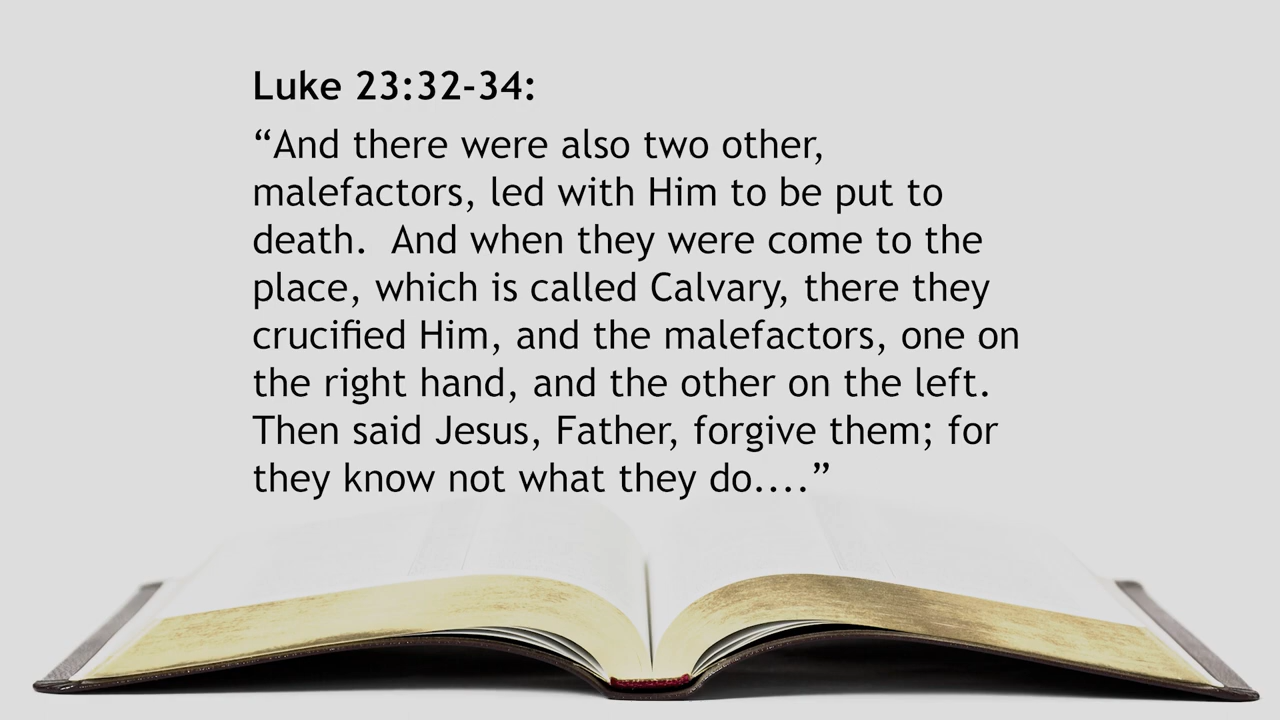 Luke 23:32-34:
“And there were also two other,
malefactors, led with Him to be put to
death.  And when they were come to the
place, which is called Calvary, there they
crucified Him, and the malefactors, one on
the right hand, and the other on the left.
Then said Jesus, Father, forgive them; for
they know not what they do....”